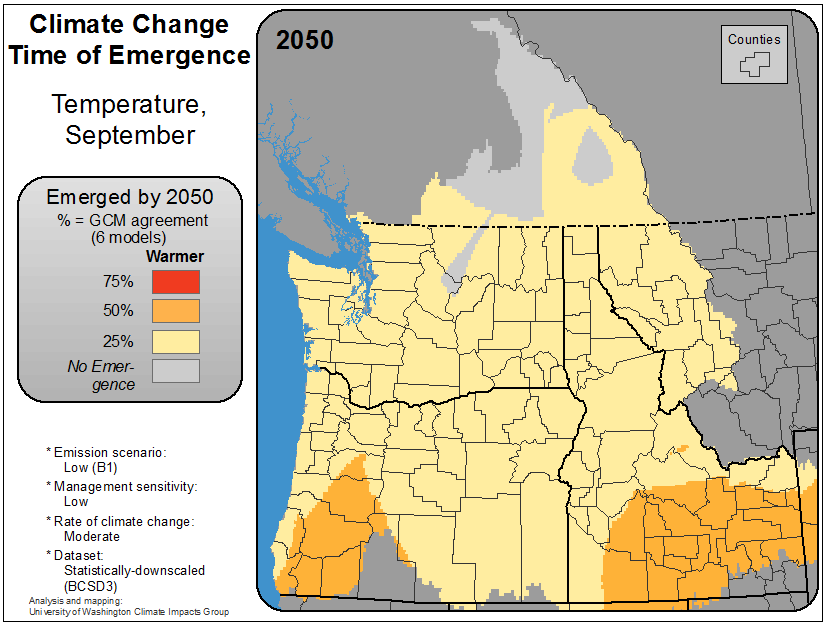 Climate Change
Time of Emergence
Temperature,
September
Emerged by 2050
% = GCM agreement
(6 models)
Warmer
75%
50%
25%
No Emer-
gence
* Emission scenario:
Low (B1)
* Management sensitivity:
Low
* Rate of climate change:
Moderate
* Dataset:
Statistically-downscaled
(BCSD3)
Analysis and mapping:
University of Washington Climate Impacts Group
2050
Counties